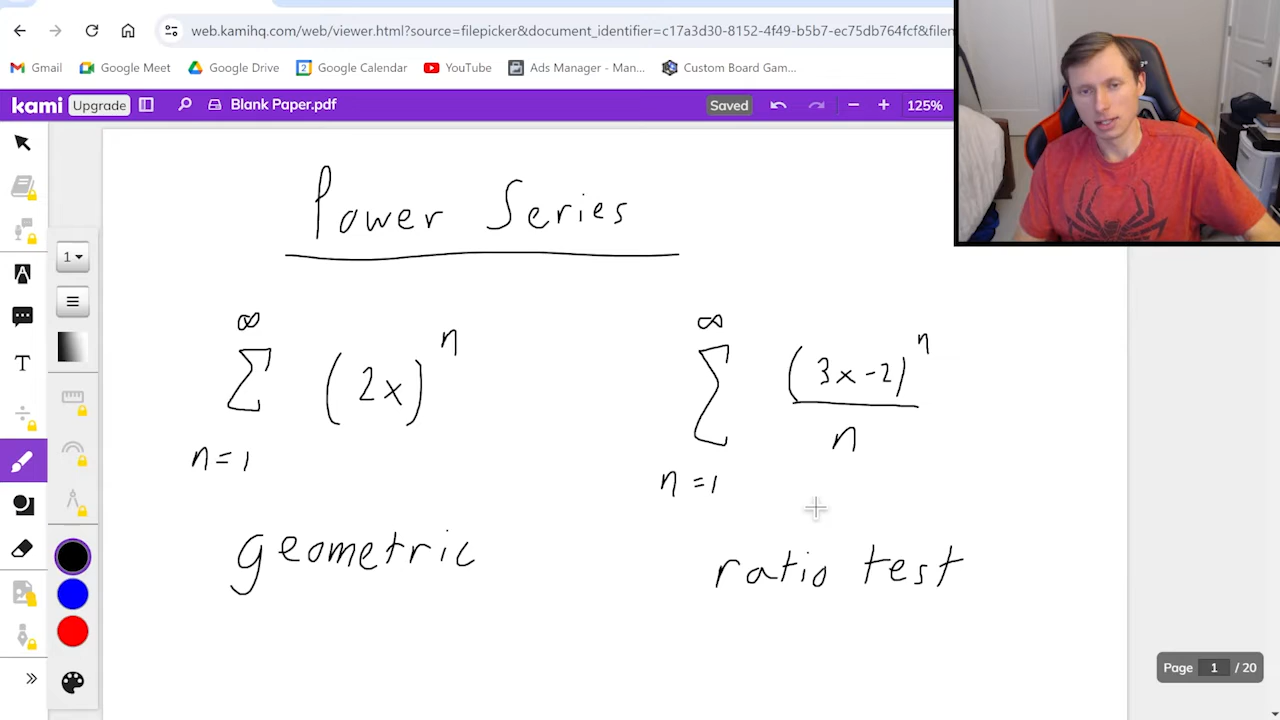 web.kamihq.com/web/viewer.html?source=filepicker&document_identifier=c17a3d30-8152-4f49-b5b7-ec75db764fcf&filen
Gmail Google Meet Google Drive Google Calendar YouTube Ads Manager - Man... Custom Board Gam...
kami Upgrade Blank Paper.pdf Saved 125%
Power Series
∞ ∞
∑ (2x)^n ∑ (3x-2)^n / n
n=1 n=1
geometric ratio test
1
T
Page 1 / 20